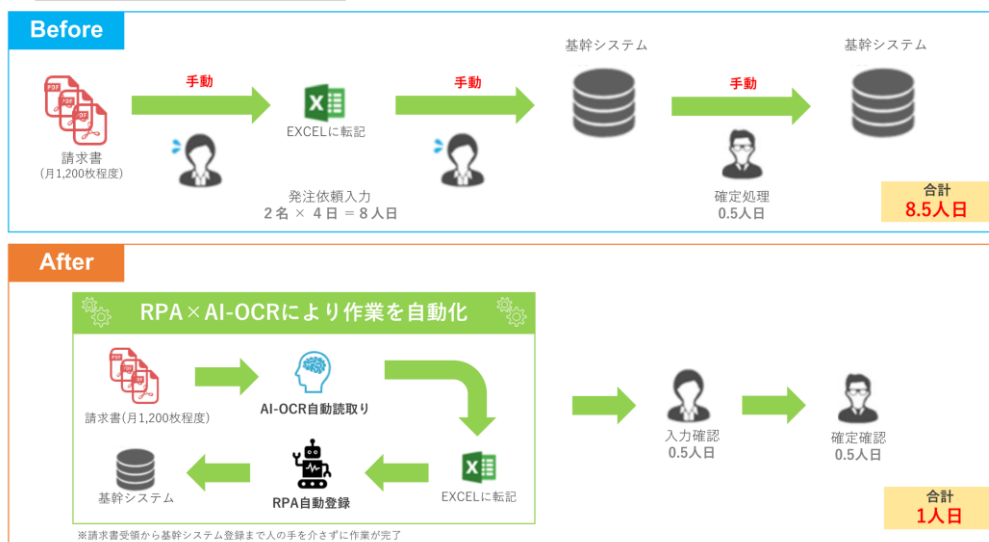 Before
基幹システム
基幹システム
手動
手動
手動
EXCELに転記
請求書
(月1,200枚程度)
発注依頼入力
2名 × 4日 = 8人日
確定処理
0.5人日
合計
8.5人日
After
RPA×AI-OCRにより作業を自動化
請求書(月1,200枚程度)
AI-OCR自動読取り
EXCELに転記
RPA自動登録
基幹システム
※請求書受領から基幹システム登録まで人の手を介さずに作業が完了
入力確認
0.5人日
確定確認
0.5人日
合計
1人日